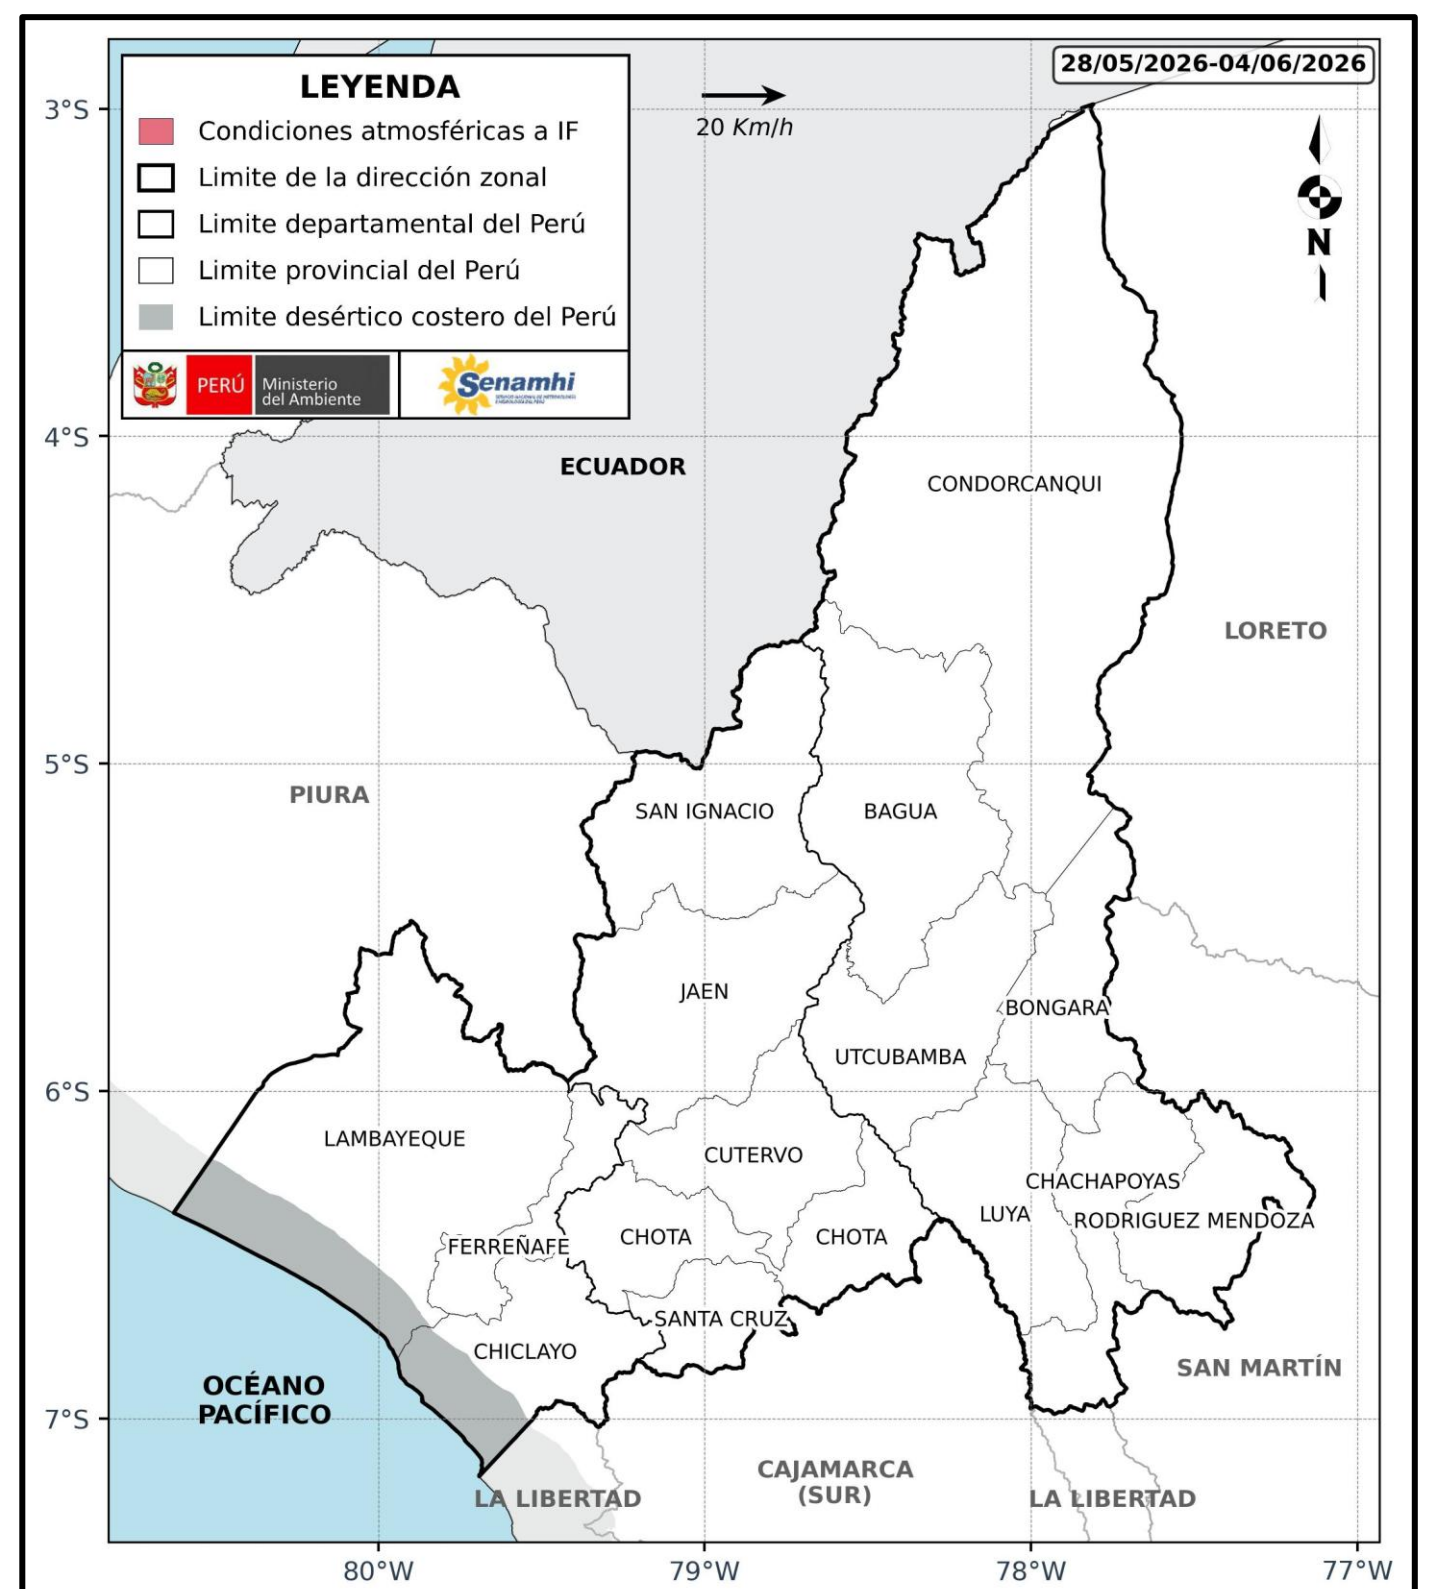 28/05/2026-04/06/2026
LEYENDA
Condiciones atmosféricas a IF
Limite de la dirección zonal
Limite departamental del Perú
Limite provincial del Perú
Limite desértico costero del Perú
PERÚ
Ministerio
del Ambiente
Senamhi
20 Km/h
N
3°S
4°S
5°S
6°S
7°S
ECUADOR
CONDORCANQUI
LORETO
PIURA
SAN IGNACIO
BAGUA
JAEN
BONGARA
UTCUBAMBA
LAMBAYEQUE
CUTERVO
CHACHAPOYAS
LUYA
RODRIGUEZ MENDOZA
FERREÑAFE
CHOTA
CHOTA
SANTA CRUZ
CHICLAYO
SAN MARTÍN
OCÉANO
PACÍFICO
CAJAMARCA
(SUR)
LA LIBERTAD
LA LIBERTAD
80°W
79°W
78°W
77°W